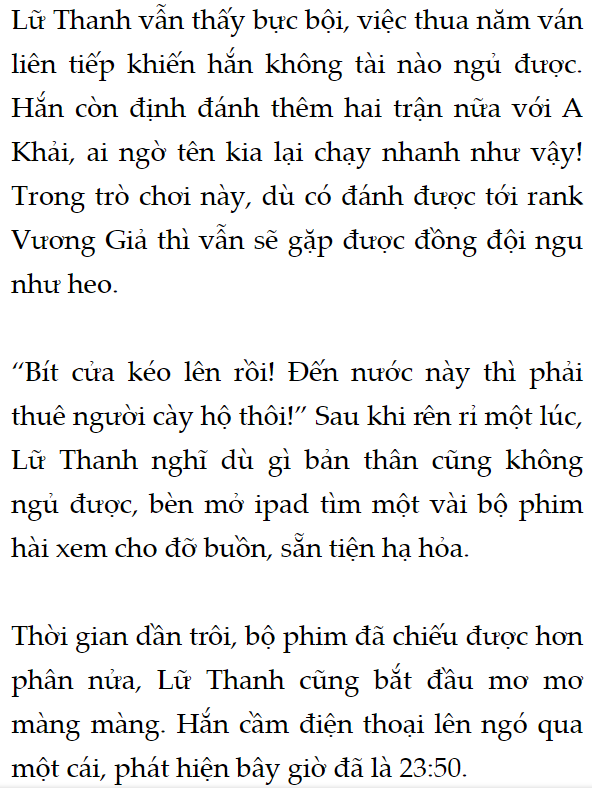 Lữ Thanh vẫn thấy bực bội, việc thua năm ván
liên tiếp khiến hắn không tài nào ngủ được.
Hắn còn định đánh thêm hai trận nữa với A
Khải, ai ngờ tên kia lại chạy nhanh như vậy!
Trong trò chơi này, dù có đánh được tới rank
Vương Giả thì vẫn sẽ gặp được đồng đội ngu
như heo.
“Bít cửa kéo lên rồi! Đến nước này thì phải
thuê người cày hộ thôi!” Sau khi rên rỉ một lúc,
Lữ Thanh nghĩ dù gì bản thân cũng không
ngủ được, bèn mở ipad tìm một vài bộ phim
hài xem cho đỡ buồn, sẵn tiện hạ hỏa.
Thời gian dần trôi, bộ phim đã chiếu được hơn
phân nửa, Lữ Thanh cũng bắt đầu mơ mơ
màng màng. Hắn cầm điện thoại lên ngó qua
một cái, phát hiện bây giờ đã là 23:50.